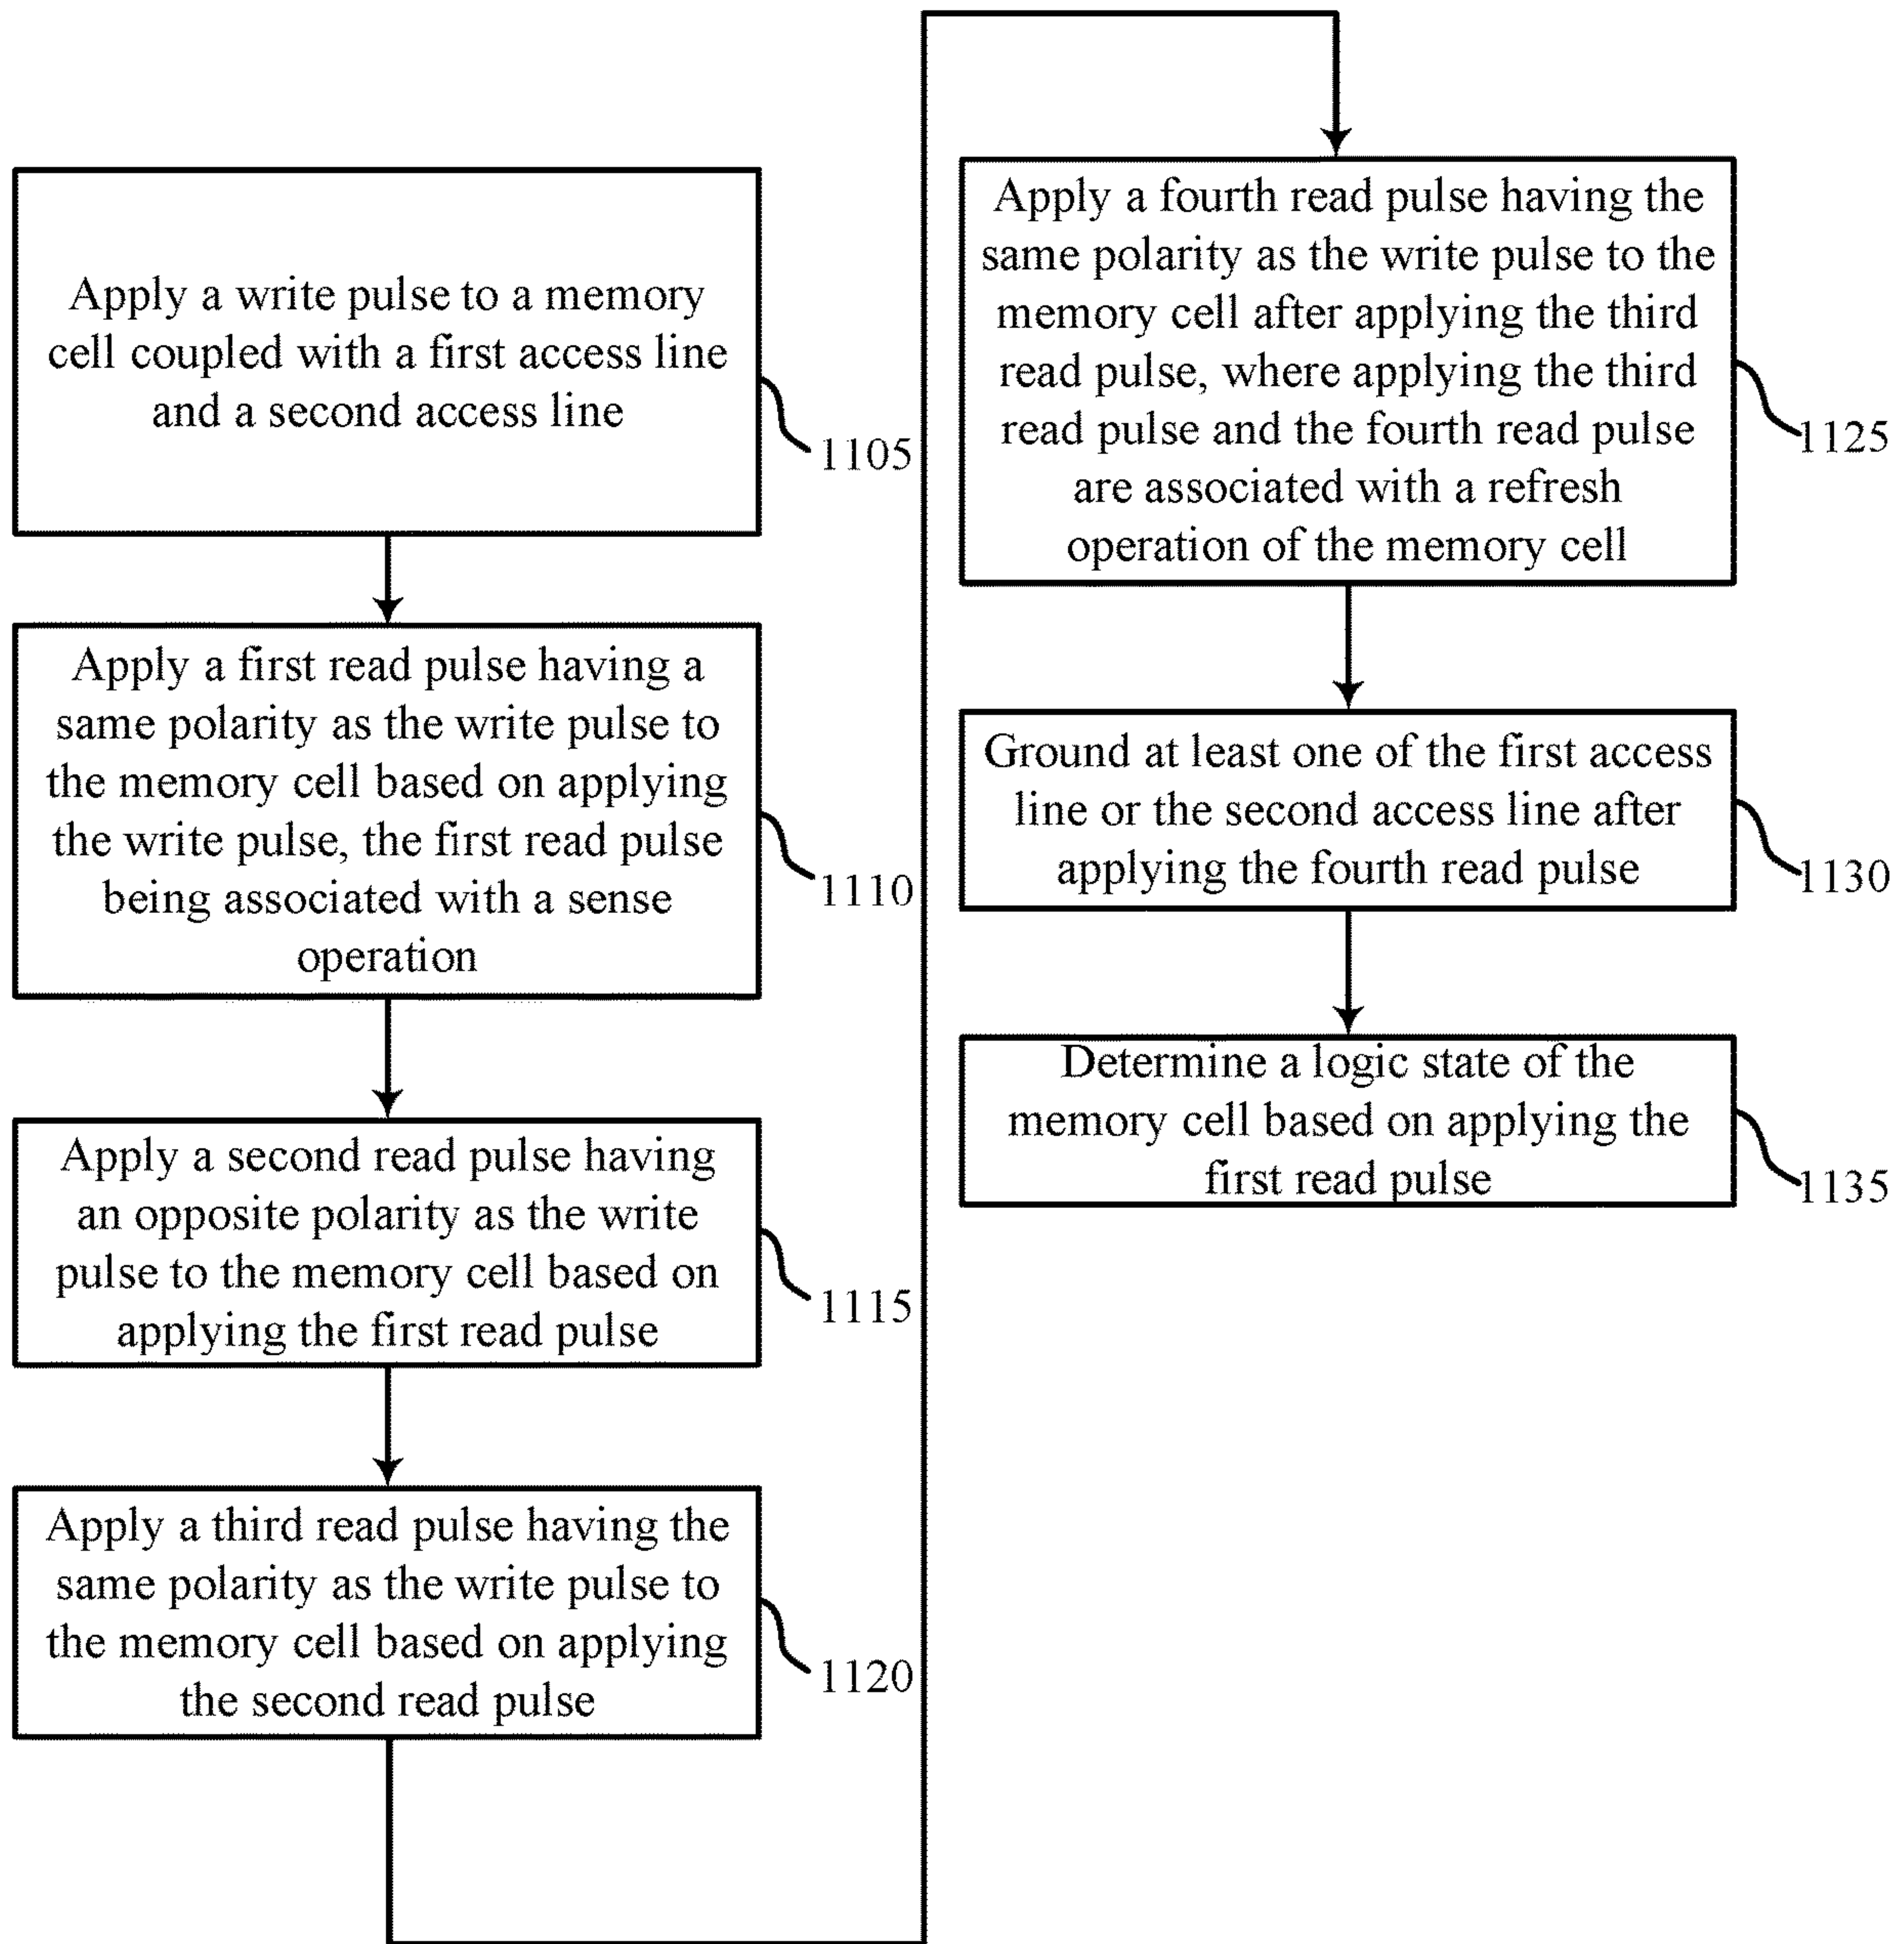 Apply a write pulse to a memory
cell coupled with a first access line
and a second access line
1105
Apply a first read pulse having a
same polarity as the write pulse to
the memory cell based on applying
the write pulse, the first read pulse
being associated with a sense
operation
1110
Apply a second read pulse having
an opposite polarity as the write
pulse to the memory cell based on
applying the first read pulse
1115
Apply a third read pulse having the
same polarity as the write pulse to
the memory cell based on applying
the second read pulse
1120
Apply a fourth read pulse having the
same polarity as the write pulse to the
memory cell after applying the third
read pulse, where applying the third
read pulse and the fourth read pulse
are associated with a refresh
operation of the memory cell
1125
Ground at least one of the first access
line or the second access line after
applying the fourth read pulse
1130
Determine a logic state of the
memory cell based on applying the
first read pulse
1135